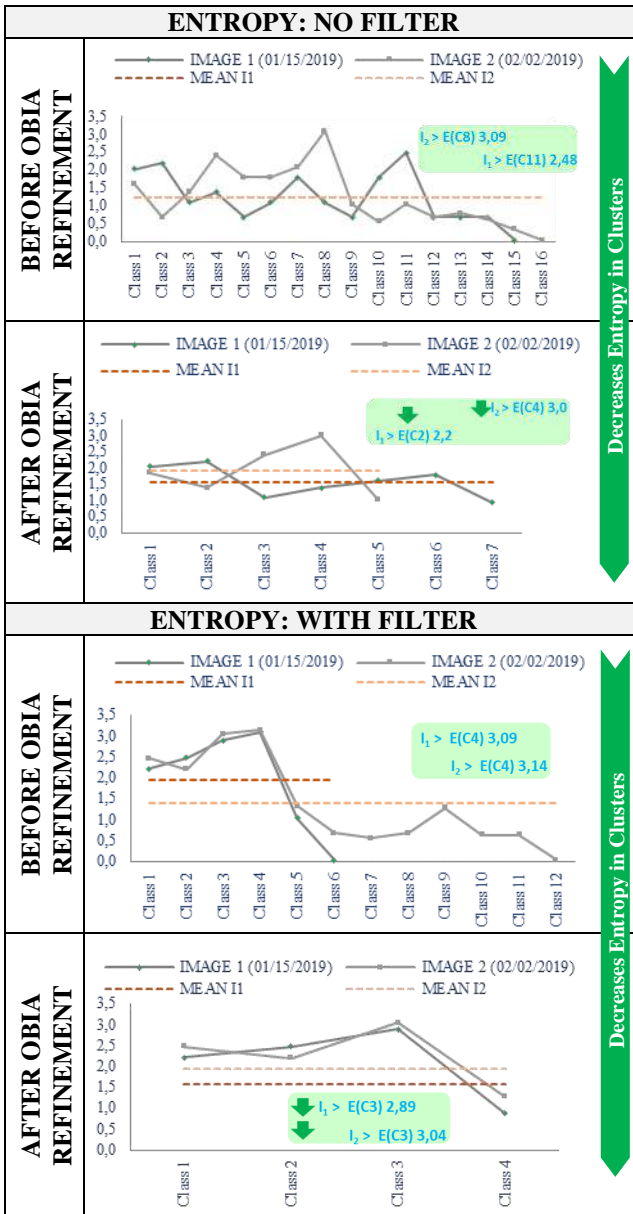 ENTROPY: NO FILTER
BEFORE OBIA
REFINEMENT
IMAGE 1 (01/15/2019) IMAGE 2 (02/02/2019)
MEAN I1 MEAN I2
3,5
3,0
2,5
2,0
1,5
1,0
0,5
0,0
I₂ > E(C8) 3,09
I₁ > E(C11) 2,48
Class 1
Class 2
Class 3
Class 4
Class 5
Class 6
Class 7
Class 8
Class 9
Class 10
Class 11
Class 12
Class 13
Class 14
Class 15
Class 16
Decreases Entropy in Clusters
AFTER OBIA
REFINEMENT
IMAGE 1 (01/15/2019) IMAGE 2 (02/02/2019)
MEAN I1 MEAN I2
3,5
3,0
2,5
2,0
1,5
1,0
0,5
0,0
I₂ > E(C4) 3,0
I₁ > E(C2) 2,2
Class 1
Class 2
Class 3
Class 4
Class 5
Class 6
Class 7
ENTROPY: WITH FILTER
BEFORE OBIA
REFINEMENT
IMAGE 1 (01/15/2019) IMAGE 2 (02/02/2019)
MEAN I1 MEAN I2
3,5
3,0
2,5
2,0
1,5
1,0
0,5
0,0
I₁ > E(C4) 3,09
I₂ > E(C4) 3,14
Class 1
Class 2
Class 3
Class 4
Class 5
Class 6
Class 7
Class 8
Class 9
Class 10
Class 11
Class 12
Decreases Entropy in Clusters
AFTER OBIA
REFINEMENT
IMAGE 1 (01/15/2019) IMAGE 2 (02/02/2019)
MEAN I1 MEAN I2
3,5
3,0
2,5
2,0
1,5
1,0
0,5
0,0
I₁ > E(C3) 2,89
I₂ > E(C3) 3,04
Class 1
Class 2
Class 3
Class 4